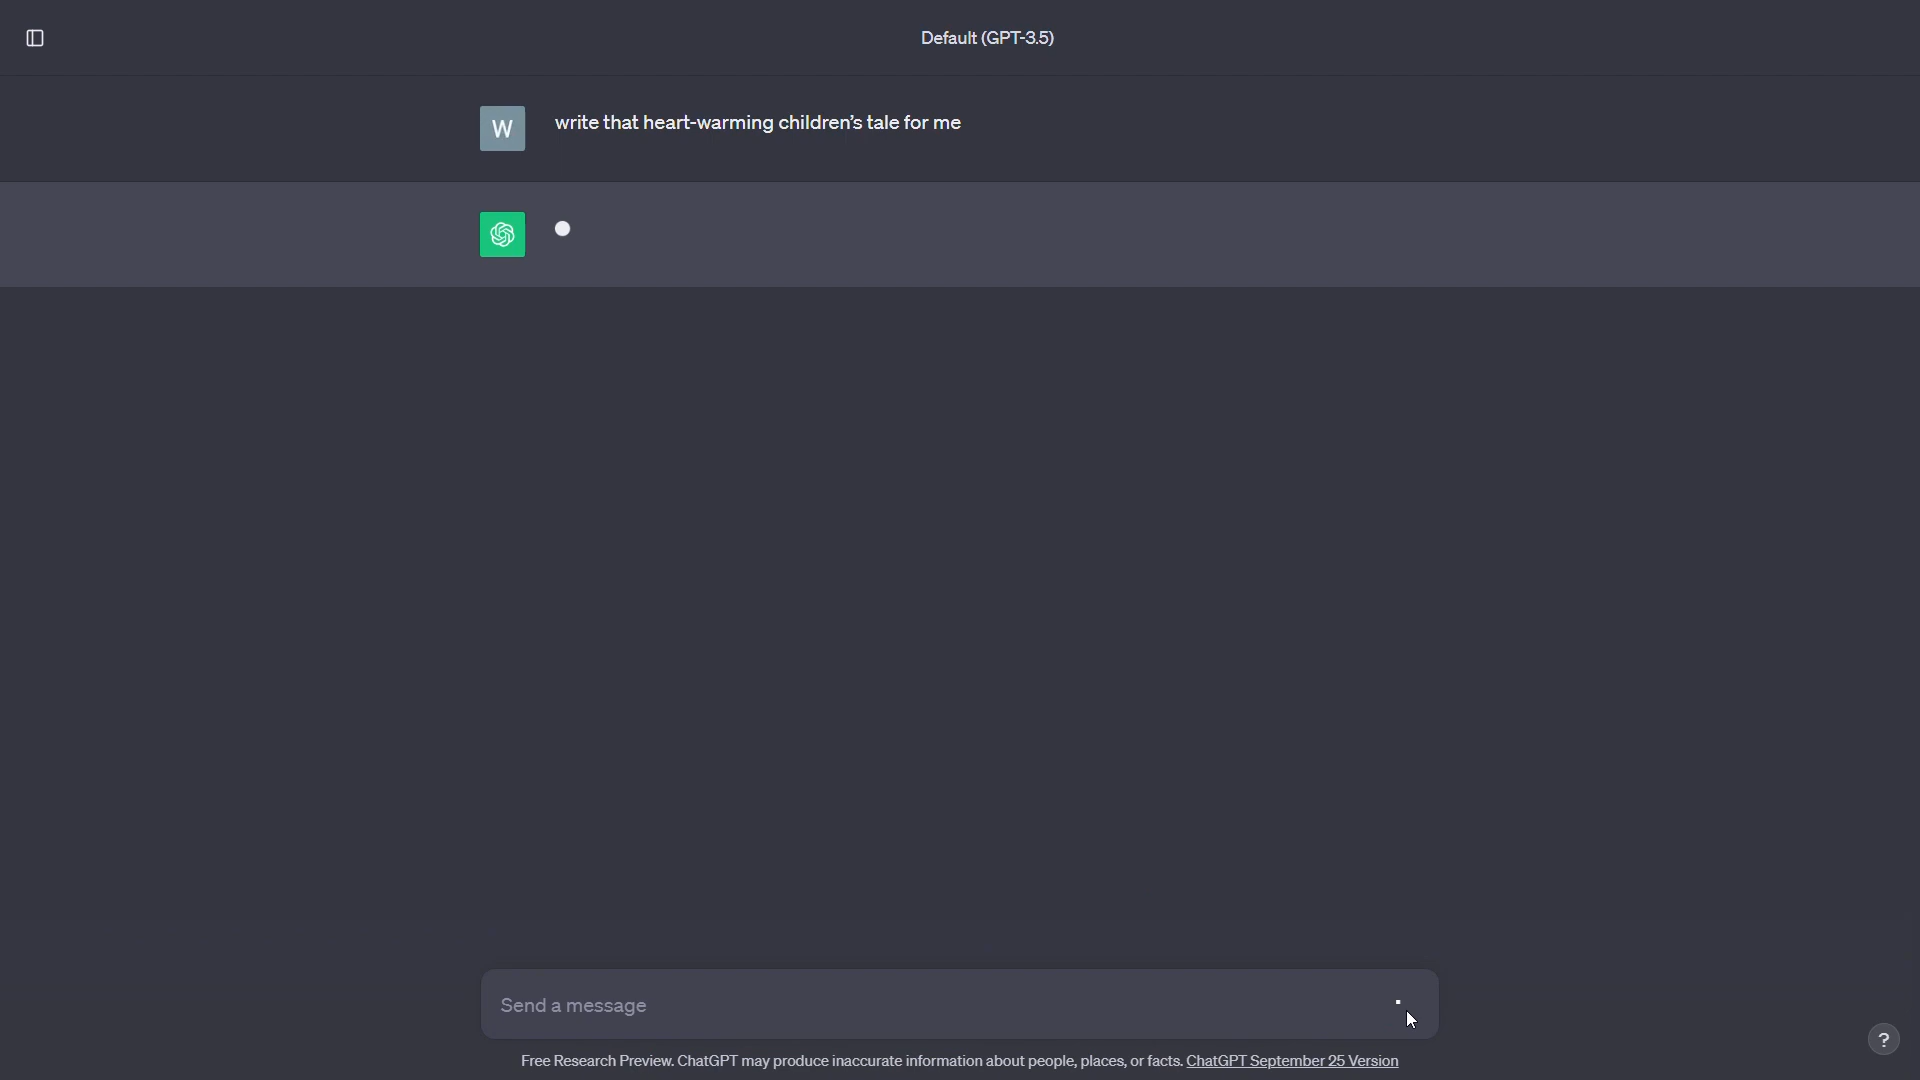 Default (GPT-3.5)
W
write that heart-warming children’s tale for me
Send a message
Free Research Preview. ChatGPT may produce inaccurate information about people, places, or facts. ChatGPT September 25 Version
?